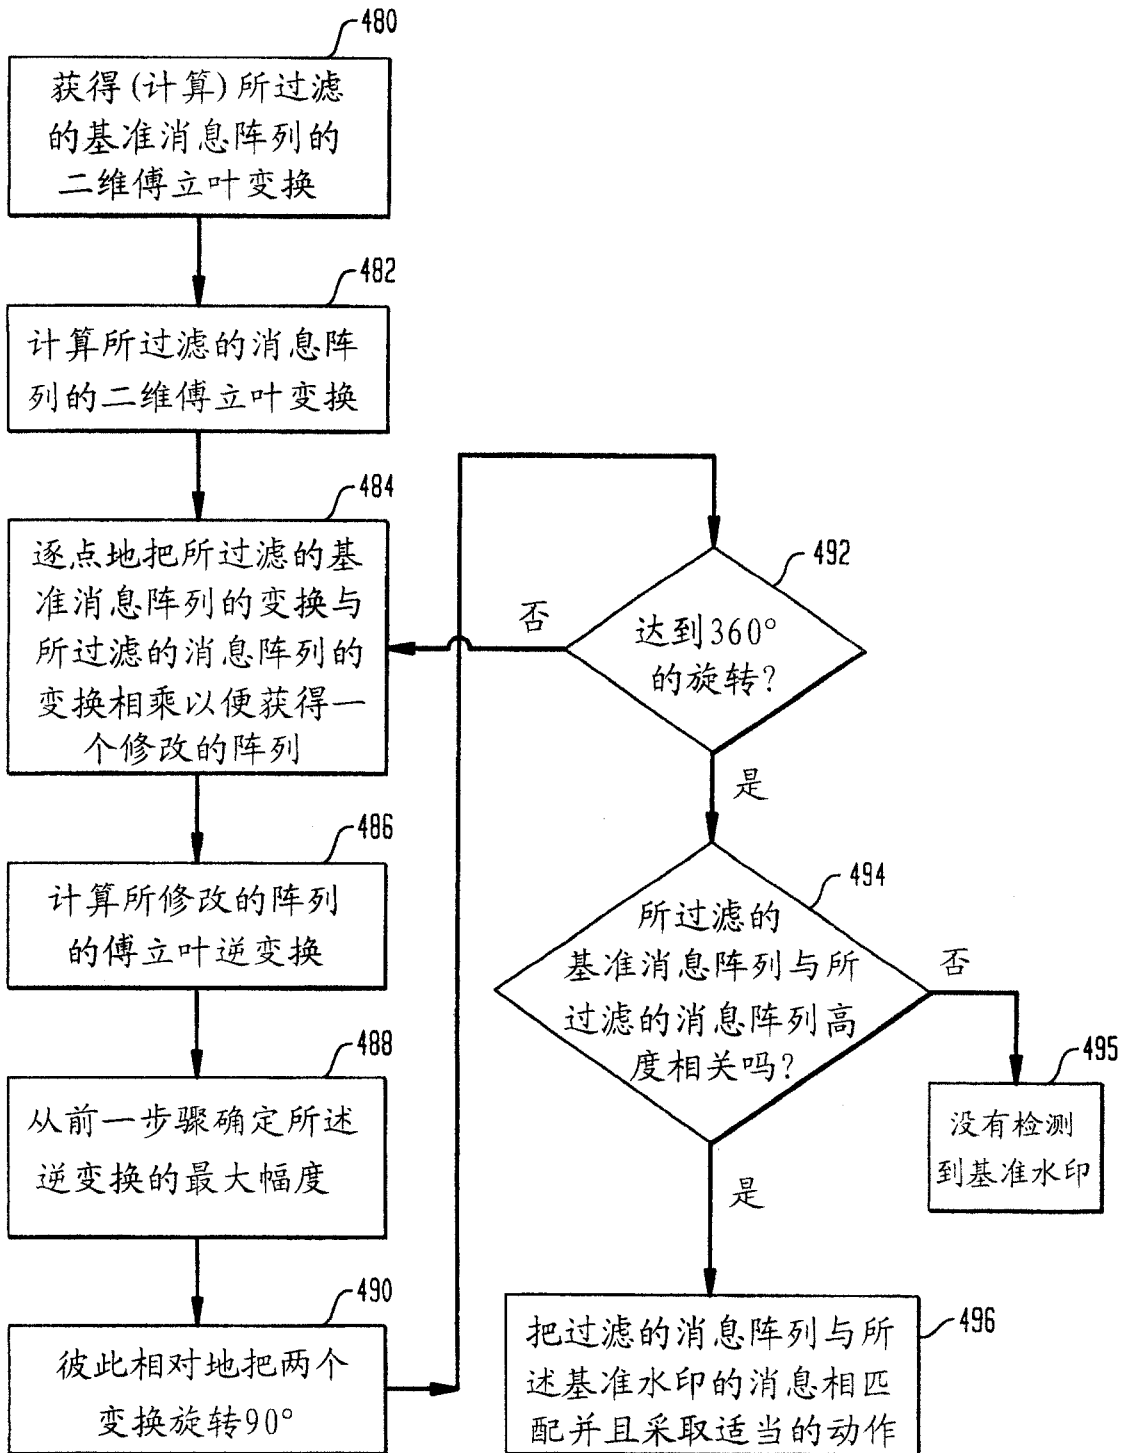 480
获得(计算)所过滤
的基准消息阵列的
二维傅立叶变换
482
计算所过滤的消息阵
列的二维傅立叶变换
484
逐点地把所过滤的基
准消息阵列的变换与
所过滤的消息阵列的
变换相乘以便获得一
个修改的阵列
486
计算所修改的阵列
的傅立叶逆变换
488
从前一步骤确定所述
逆变换的最大幅度
490
彼此相对地把两个
变换旋转90°
492
达到360°
的旋转?
否
是
494
所过滤的
基准消息阵列与所
过滤的消息阵列高
度相关吗?
否
495
没有检测
到基准水印
是
496
把过滤的消息阵列与所
述基准水印的消息相匹
配并且采取适当的动作